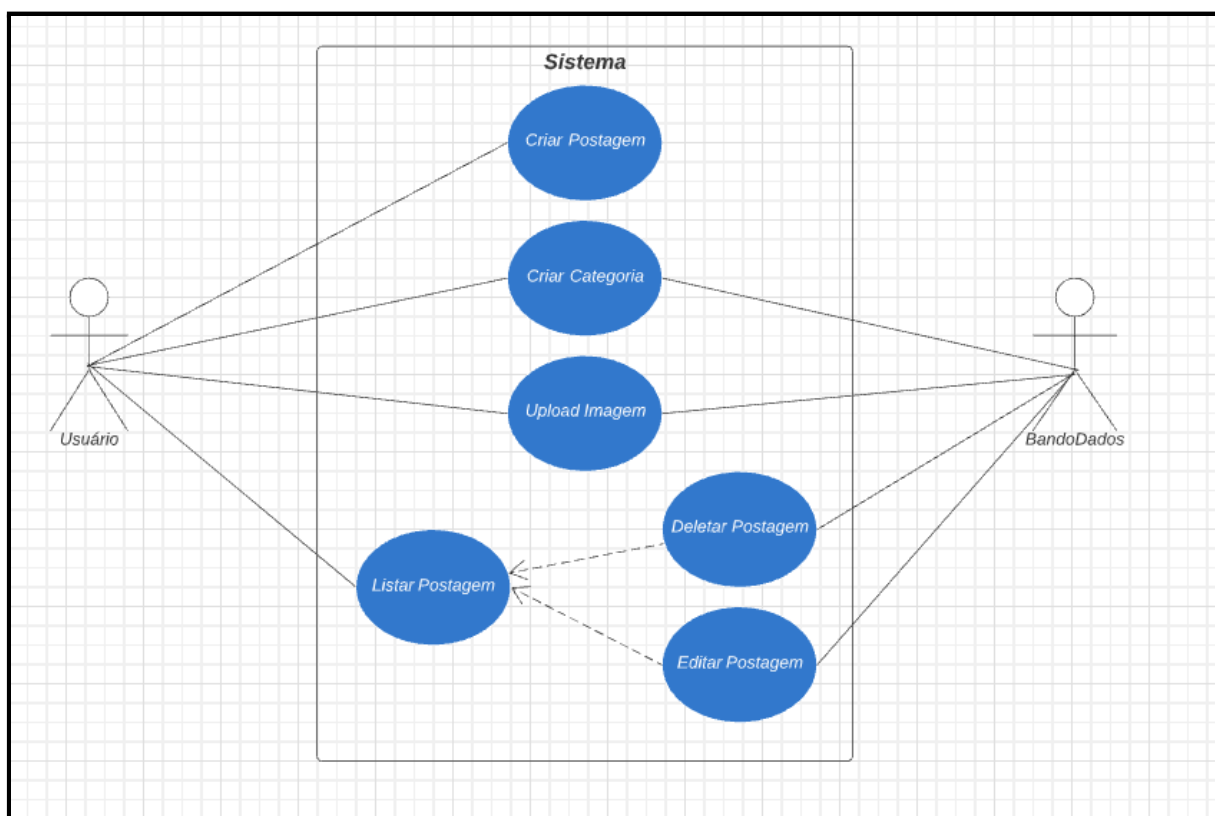 Sistema
Criar Postagem
Criar Categoria
Upload Imagem
Usuário
BandoDados
Deletar Postagem
Listar Postagem
Editar Postagem